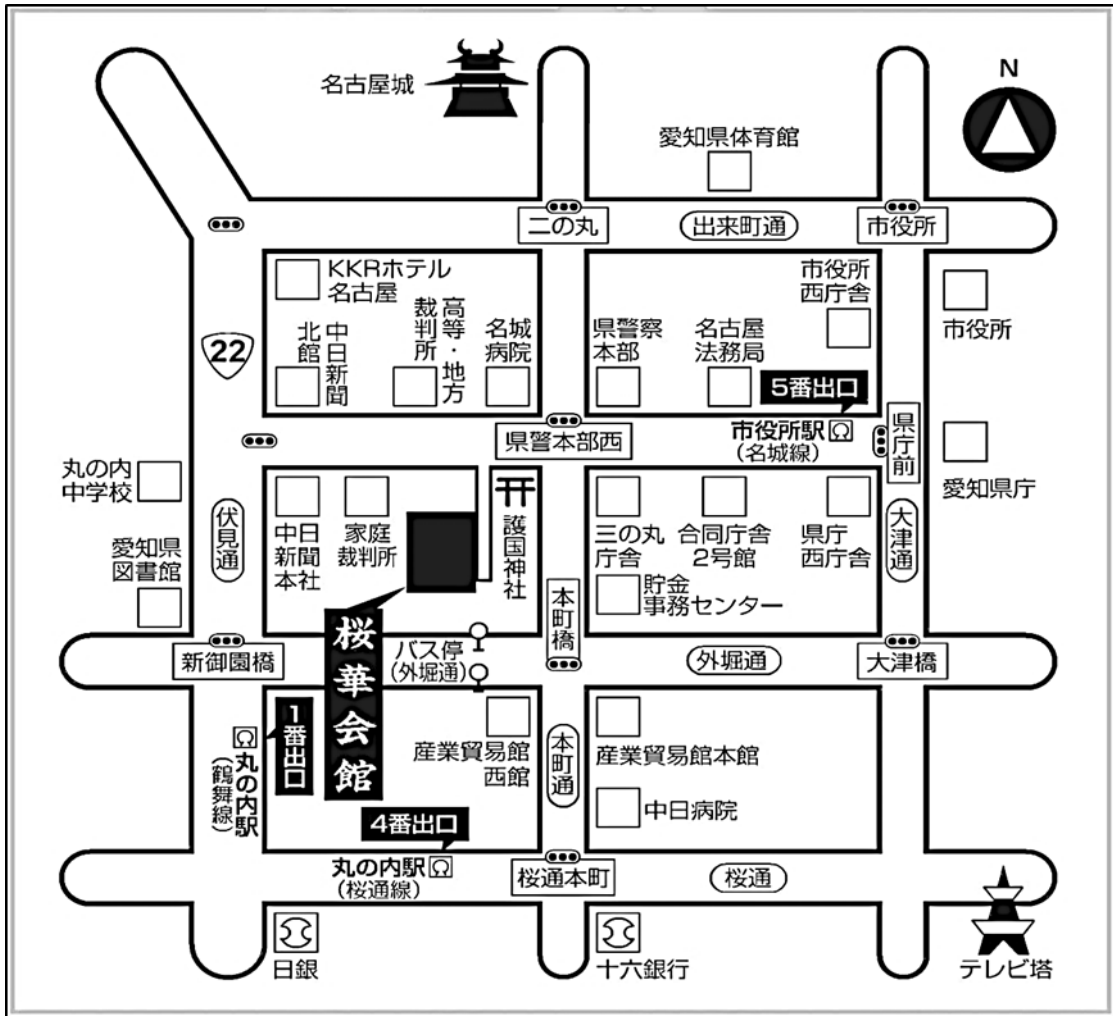 名古屋城
N
愛知県体育館
二の丸
出来町通
市役所
KKRホテル
名古屋
市役所
西庁舎
市役所
22
中日新聞
北館
高等・地方
裁判所
名城
病院
県警察
本部
名古屋
法務局
5番出口
県警本部西
市役所駅
(名城線)
県庁前
愛知県庁
丸の内
中学校
伏見通
中日
新聞
本社
家庭
裁判所
護国神社
三の丸
庁舎
合同庁舎
2号館
県庁
西庁舎
大津通
愛知県
図書館
貯金
事務センター
桜華会館
本町橋
新御園橋
バス停
(外堀通)
外堀通
大津橋
1番出口
丸の内駅
(鶴舞線)
産業貿易館
西館
本町通
産業貿易館本館
中日病院
4番出口
丸の内駅
(桜通線)
桜通本町
桜通
日銀
十六銀行
テレビ塔